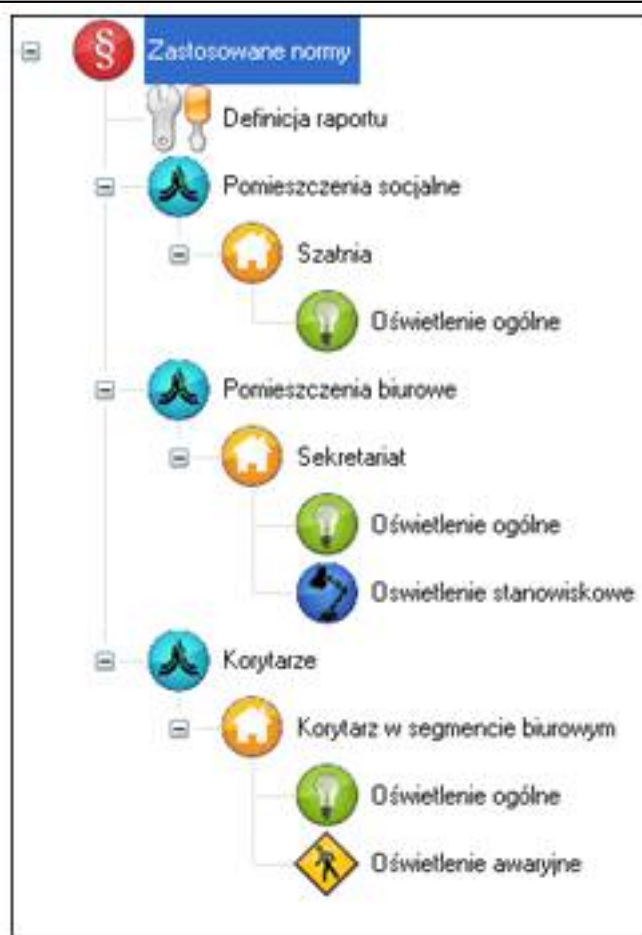 § Zastosowane normy
Definicja raportu
Pomieszczenia socjalne
Szatnia
Oświetlenie ogólne
Pomieszczenia biurowe
Sekretariat
Oświetlenie ogólne
Oswietlenie stanowiskowe
Korytarze
Korytarz w segmencie biurowym
Oświetlenie ogólne
Oświetlenie awaryjne